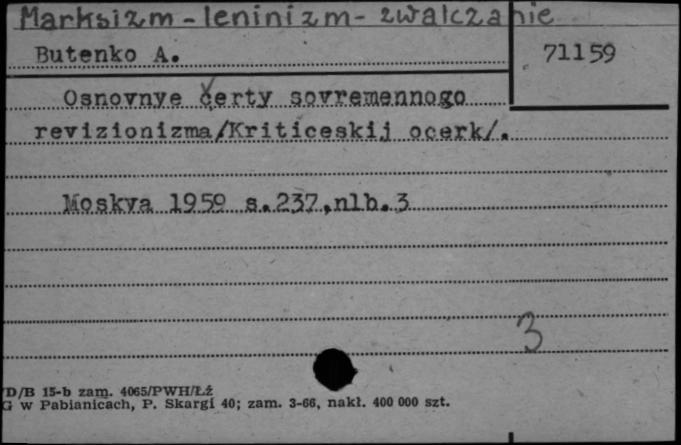 Marksizm-leninizm-zwalczanie
Butenko A.
71159
Osnovnye čerty sovremennogo
revizionizma/Kriticeskij ocerk/.
Moskva 1959 s.237,nlb.3
3
D/B 15-b zam. 4065/PWH/Łź
G w Pabianicach, P. Skargi 40; zam. 3-66, nakł. 400 000 szt.